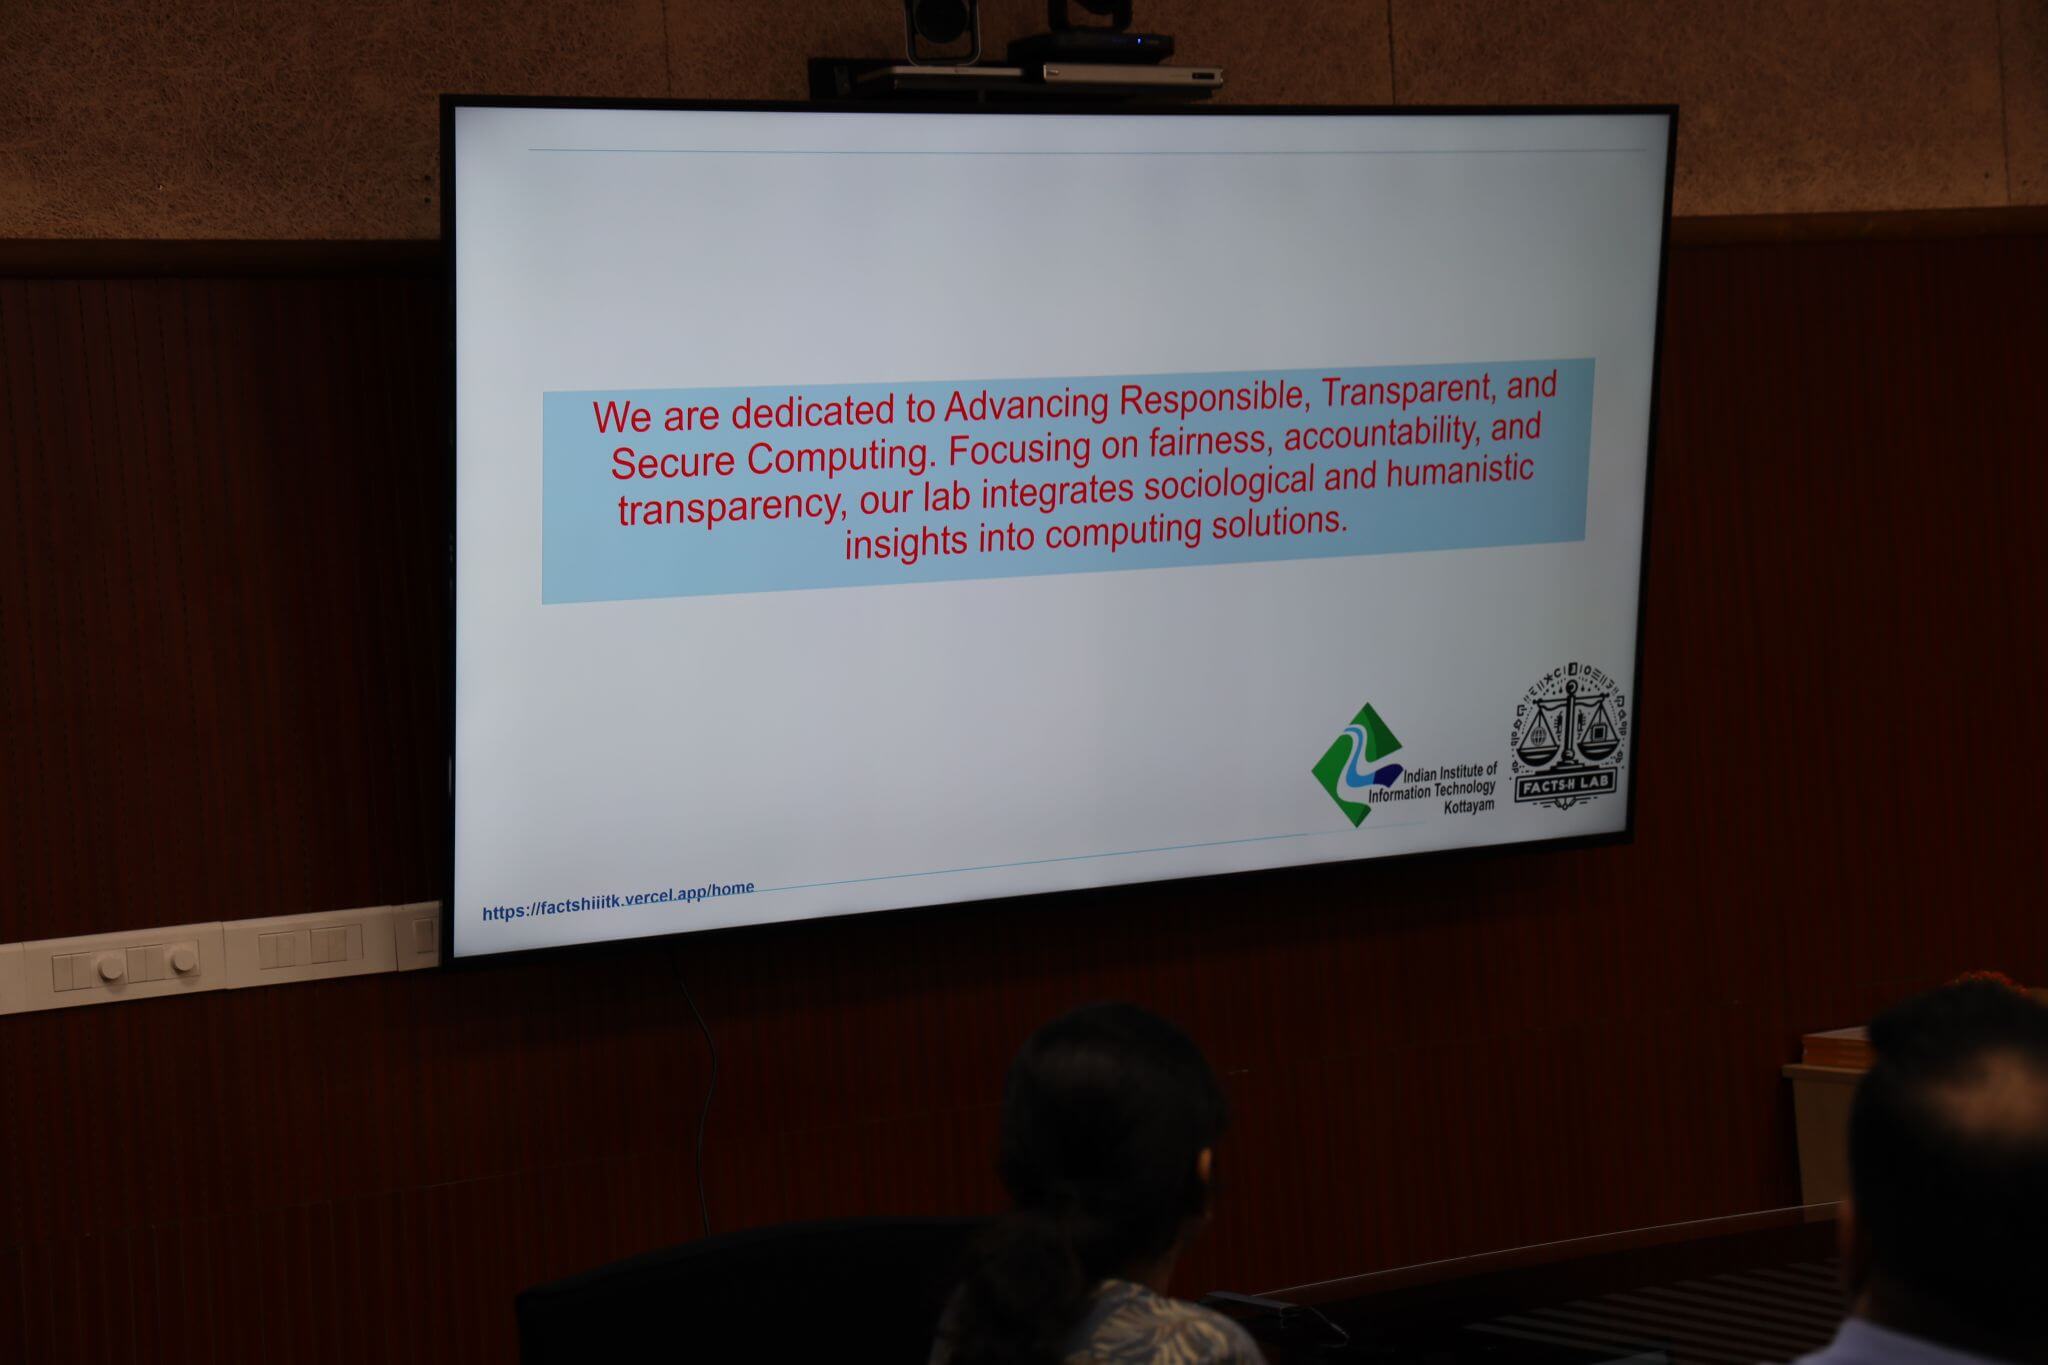 We are dedicated to Advancing Responsible, Transparent, and
Secure Computing. Focusing on fairness, accountability, and
transparency, our lab integrates sociological and humanistic
insights into computing solutions.
Indian Institute of
Information Technology
Kottayam
FACTS-H LAB
https://factshiiitk.vercel.app/home